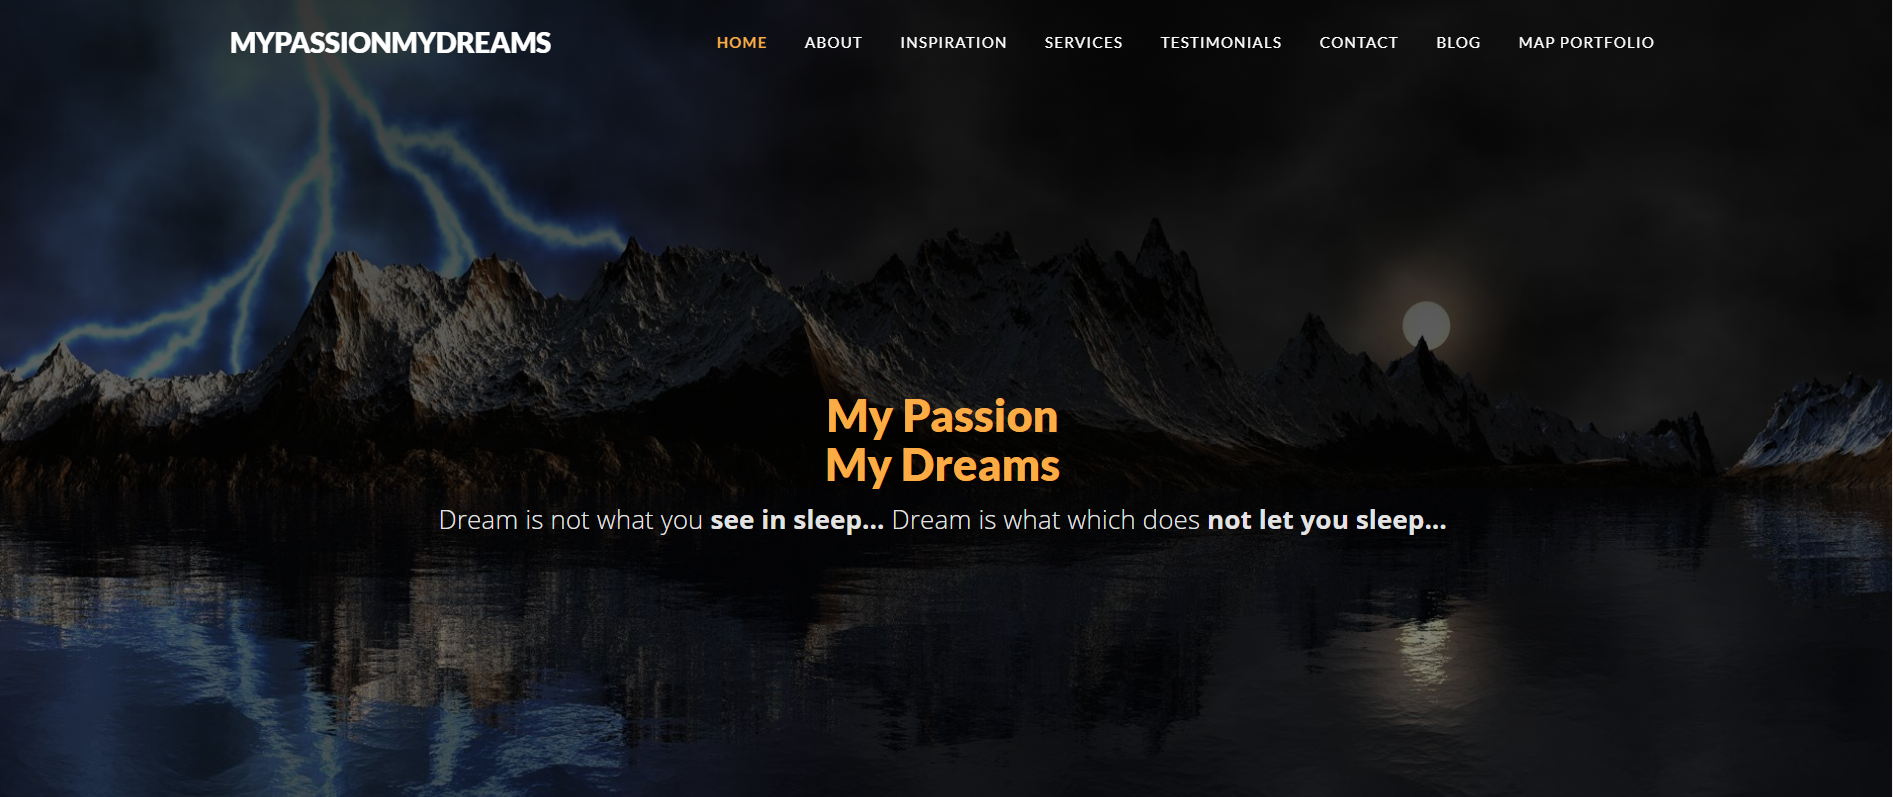 MYPASSIONMYDREAMS
HOME ABOUT INSPIRATION SERVICES TESTIMONIALS CONTACT BLOG MAP PORTFOLIO
My Passion
My Dreams
Dream is not what you see in sleep... Dream is what which does not let you sleep...